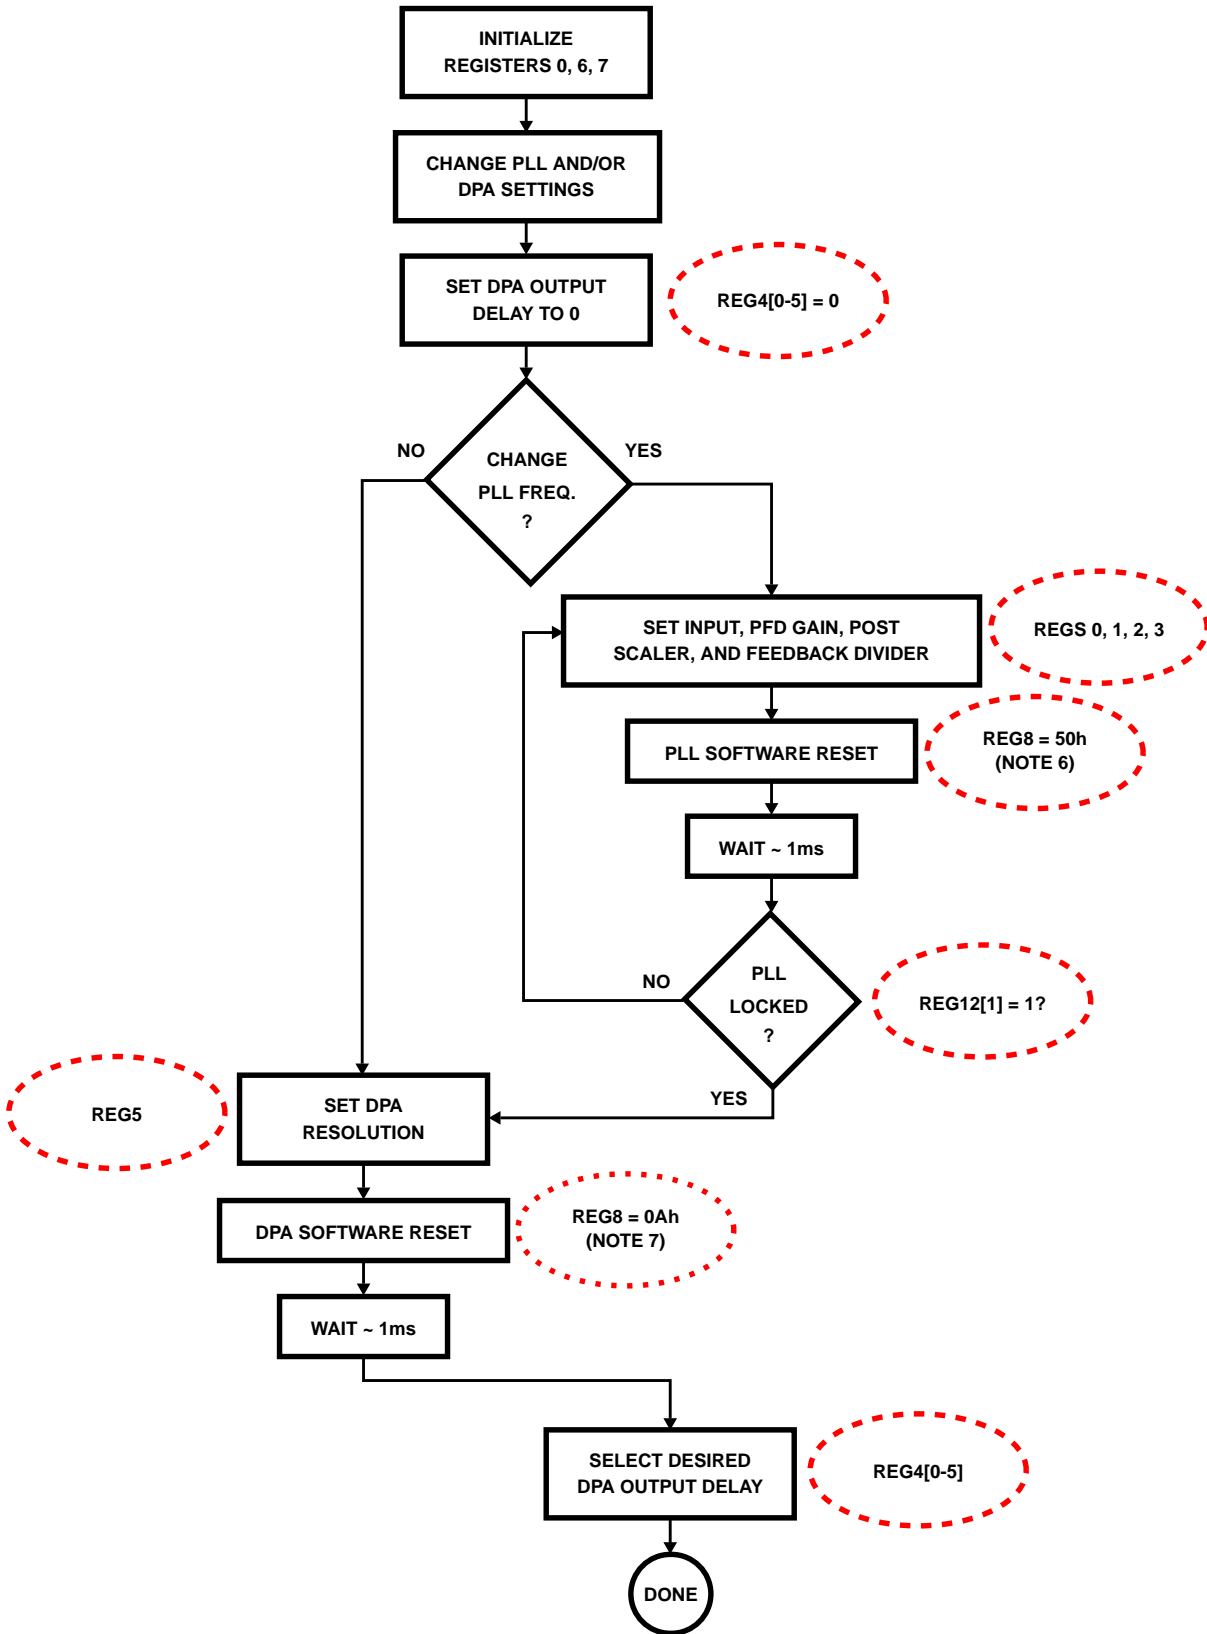 INITIALIZE
REGISTERS 0, 6, 7
CHANGE PLL AND/OR
DPA SETTINGS
SET DPA OUTPUT
DELAY TO 0
REG4[0-5] = 0
NO
YES
CHANGE
PLL FREQ.
?
SET INPUT, PFD GAIN, POST
SCALER, AND FEEDBACK DIVIDER
REGS 0, 1, 2, 3
PLL SOFTWARE RESET
REG8 = 50h
(NOTE 6)
WAIT ~ 1ms
NO
PLL
LOCKED
?
REG12[1] = 1?
YES
REG5
SET DPA
RESOLUTION
DPA SOFTWARE RESET
REG8 = 0Ah
(NOTE 7)
WAIT ~ 1ms
SELECT DESIRED
DPA OUTPUT DELAY
REG4[0-5]
DONE